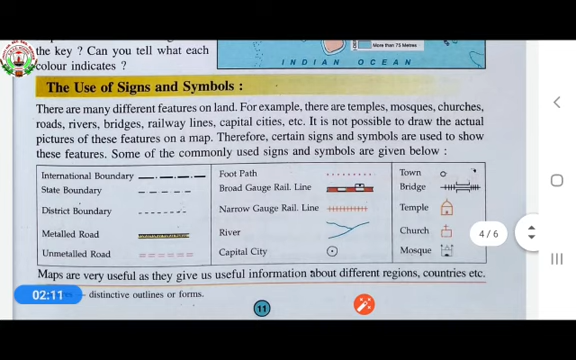 the key ? Can you tell what each
colour indicates ?
More than 75 Metres
INDIAN OCEAN
The Use of Signs and Symbols :
There are many different features on land. For example, there are temples, mosques, churches,
roads, rivers, bridges, railway lines, capital cities, etc. It is not possible to draw the actual
pictures of these features on a map. Therefore, certain signs and symbols are used to show
these features. Some of the commonly used signs and symbols are given below :
International Boundary
State Boundary
District Boundary
Metalled Road
Unmetalled Road
Foot Path
Broad Gauge Rail. Line
Narrow Gauge Rail. Line
River
Capital City
Town
Bridge
Temple
Church
Mosque
4 / 6
Maps are very useful as they give us useful information about different regions, countries etc.
02:11
– distinctive outlines or forms.
11